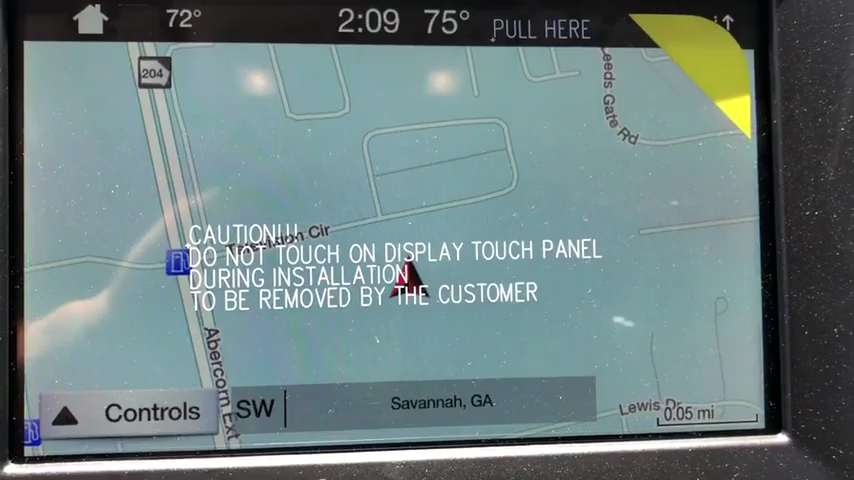 72° 2:09 75° PULL HERE
204
Leeds Gate Rd
Television Cir
CAUTION!!!
DO NOT TOUCH ON DISPLAY TOUCH PANEL
DURING INSTALLATION
TO BE REMOVED BY THE CUSTOMER
Abercorn Ext
Controls SW Savannah, GA
Lewis Dr
0.05 mi